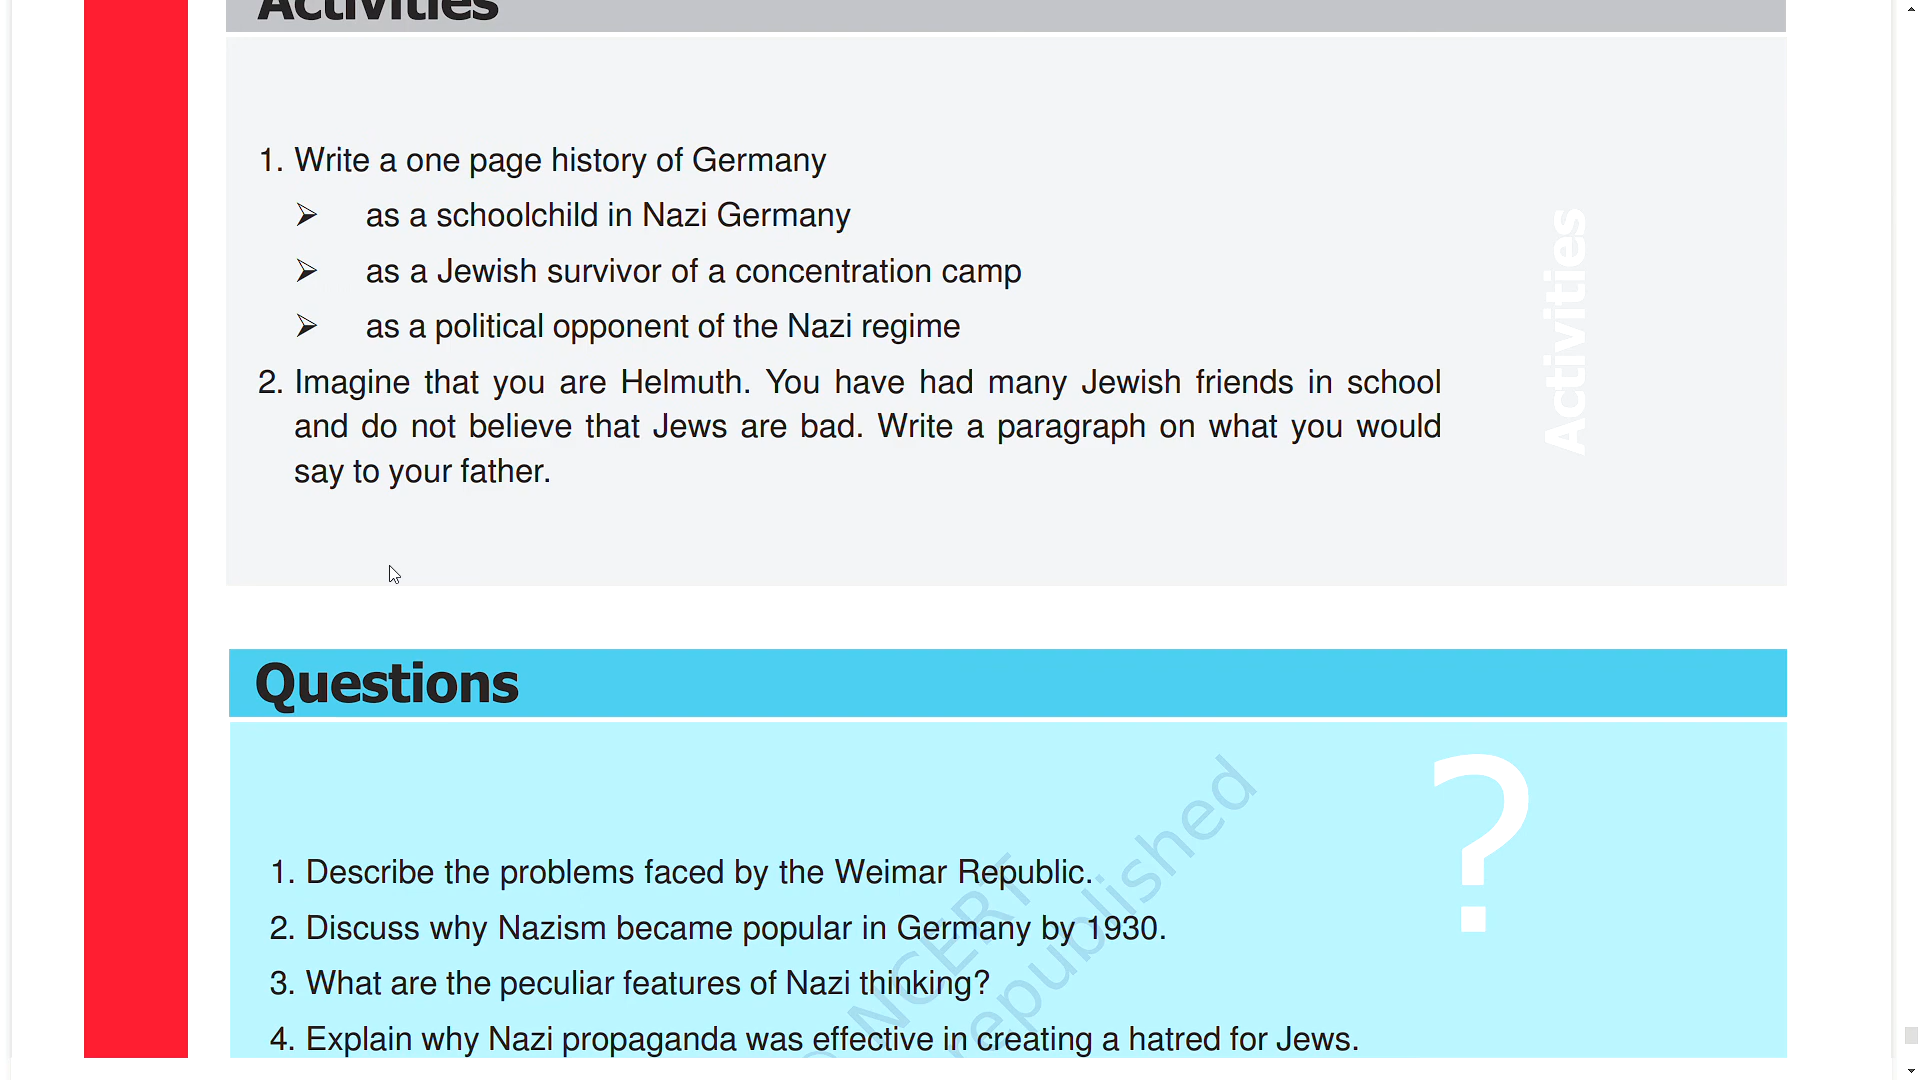 Activities
1. Write a one page history of Germany
➢ as a schoolchild in Nazi Germany
➢ as a Jewish survivor of a concentration camp
➢ as a political opponent of the Nazi regime
2. Imagine that you are Helmuth. You have had many Jewish friends in school
and do not believe that Jews are bad. Write a paragraph on what you would
say to your father.
Activities
Questions
?
1. Describe the problems faced by the Weimar Republic.
2. Discuss why Nazism became popular in Germany by 1930.
3. What are the peculiar features of Nazi thinking?
4. Explain why Nazi propaganda was effective in creating a hatred for Jews.
© NCERT
republished